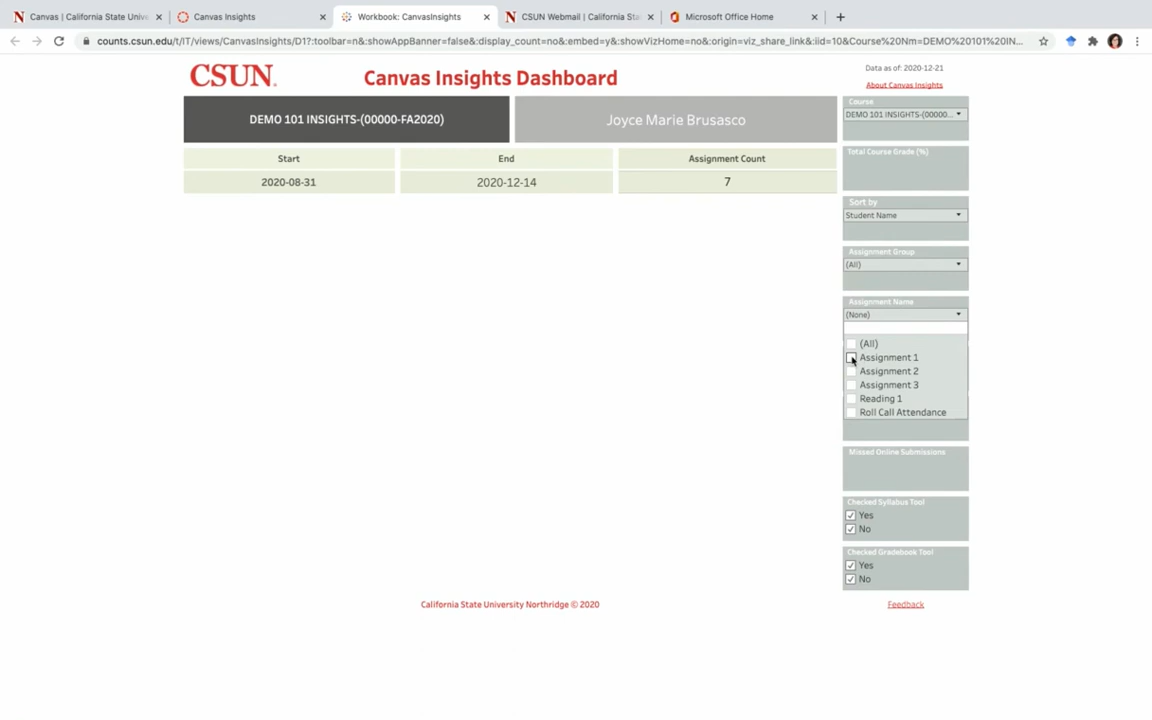 Canvas | California State Unive
Canvas Insights
Workbook: CanvasInsights
CSUN Webmail | California Sta
Microsoft Office Home
counts.csun.edu/t/IT/views/CanvasInsights/D1?:toolbar=n&:showAppBanner=false&:display_count=no&:embed=y&:showVizHome=no&:origin=viz_share_link&:iid=10&Course%20Nm=DEMO%20101%20IN...
CSUN.
Canvas Insights Dashboard
Data as of: 2020-12-21
About Canvas Insights
DEMO 101 INSIGHTS-(00000-FA2020)
Joyce Marie Brusasco
Start
End
Assignment Count
2020-08-31
2020-12-14
7
Course
DEMO 101 INSIGHTS-(00000...
Total Course Grade (%)
Sort by
Student Name
Assignment Group
(All)
Assignment Name
(None)
(All)
Assignment 1
Assignment 2
Assignment 3
Reading 1
Roll Call Attendance
Missed Online Submissions
Checked Syllabus Tool
Yes
No
Checked Gradebook Tool
Yes
No
California State University Northridge © 2020
Feedback